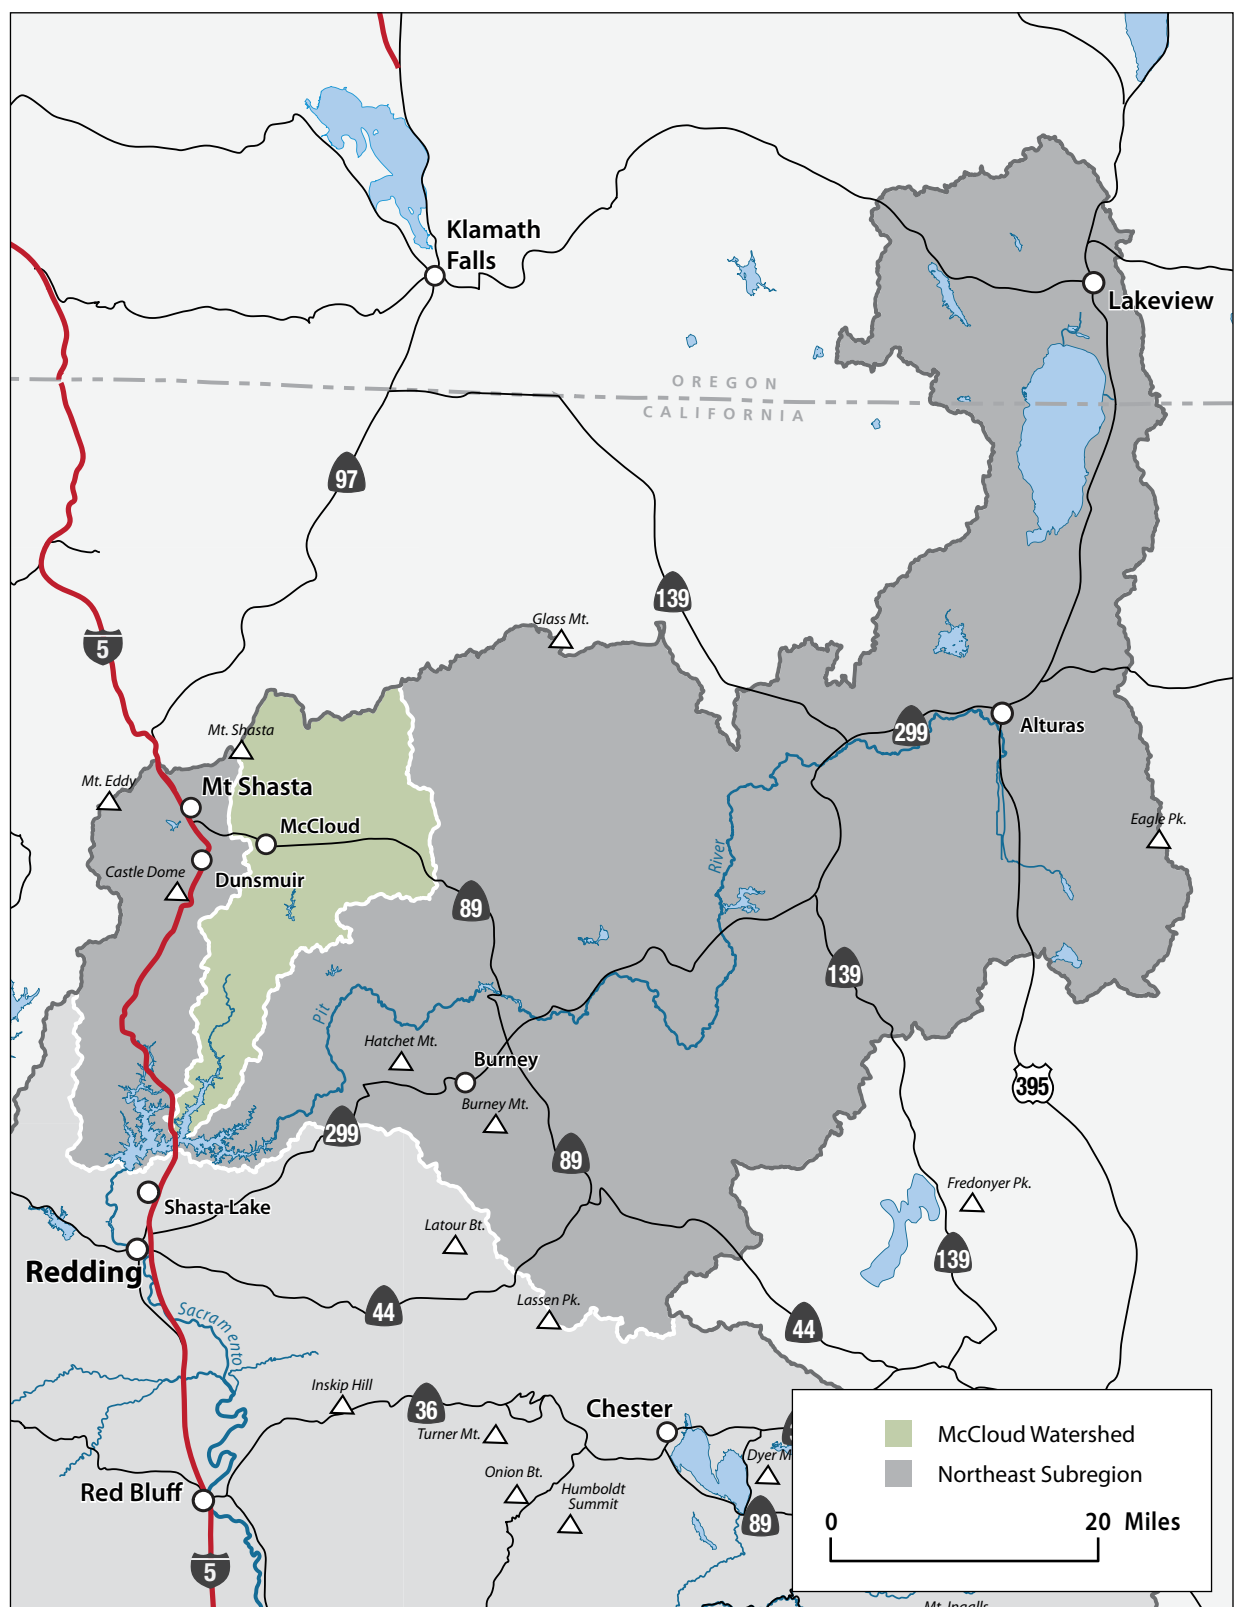 Klamath
Falls
Lakeview
OREGON
CALIFORNIA
97
139
Glass Mt.
5
Mt. Shasta
299
Alturas
Mt. Eddy
Mt Shasta
McCloud
Eagle Pk.
River
Castle Dome
Dunsmuir
89
139
Pit
Hatchet Mt.
Burney
395
Burney Mt.
299
89
Fredonyer Pk.
Shasta Lake
Latour Bt.
139
Redding
Lassen Pk.
44
44
Sacramento
Inskip Hill
36
Chester
Turner Mt.
Dyer M
Onion Bt.
Humboldt
Summit
Red Bluff
89
5
McCloud Watershed
Northeast Subregion
0 20 Miles